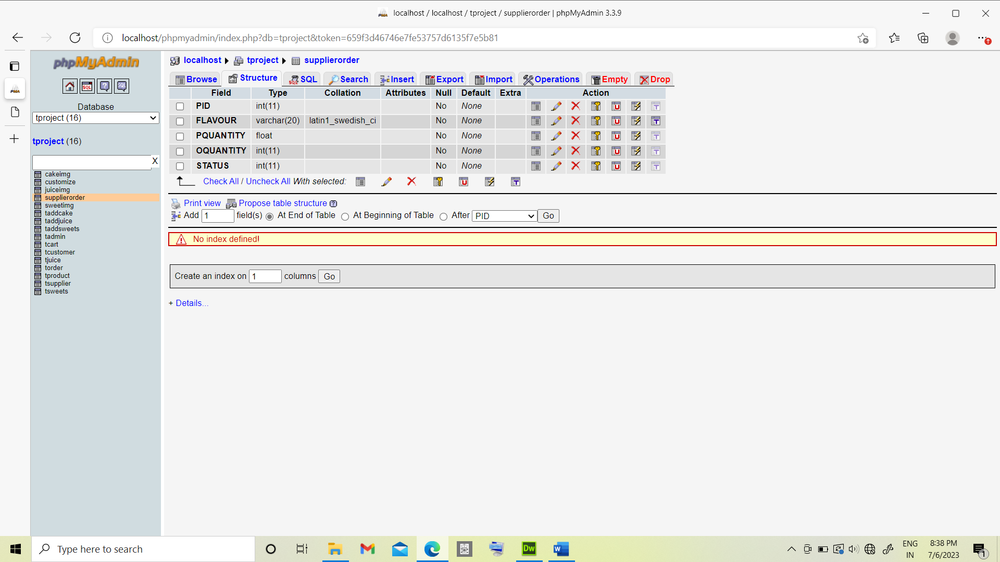 localhost / localhost / tproject / supplierorder | phpMyAdmin 3.3.9
localhost/phpmyadmin/index.php?db=tproject&token=659f3d46746e7fe53757d6135f7e5b81
phpMyAdmin
SQL
Database
tproject (16)
tproject (16)
X
cakeimg
customize
juiceimg
supplierorder
sweetimg
taddcake
taddjuice
taddsweets
tadmin
tcart
tcustomer
tjuice
torder
tproduct
tsupplier
tsweets
localhost tproject supplierorder
Browse Structure SQL Search Insert Export Import Operations Empty Drop
Field Type Collation Attributes Null Default Extra Action
PID int(11) No None
FLAVOUR varchar(20) latin1_swedish_ci No None
PQUANTITY float No None
OQUANTITY int(11) No None
STATUS int(11) No None
Check All / Uncheck All With selected:
Print view Propose table structure ?
Add 1 field(s) At End of Table At Beginning of Table After PID Go
No index defined!
Create an index on 1 columns Go
+ Details...
Type here to search
Dw
W
ENG
IN
8:38 PM
7/6/2023
1